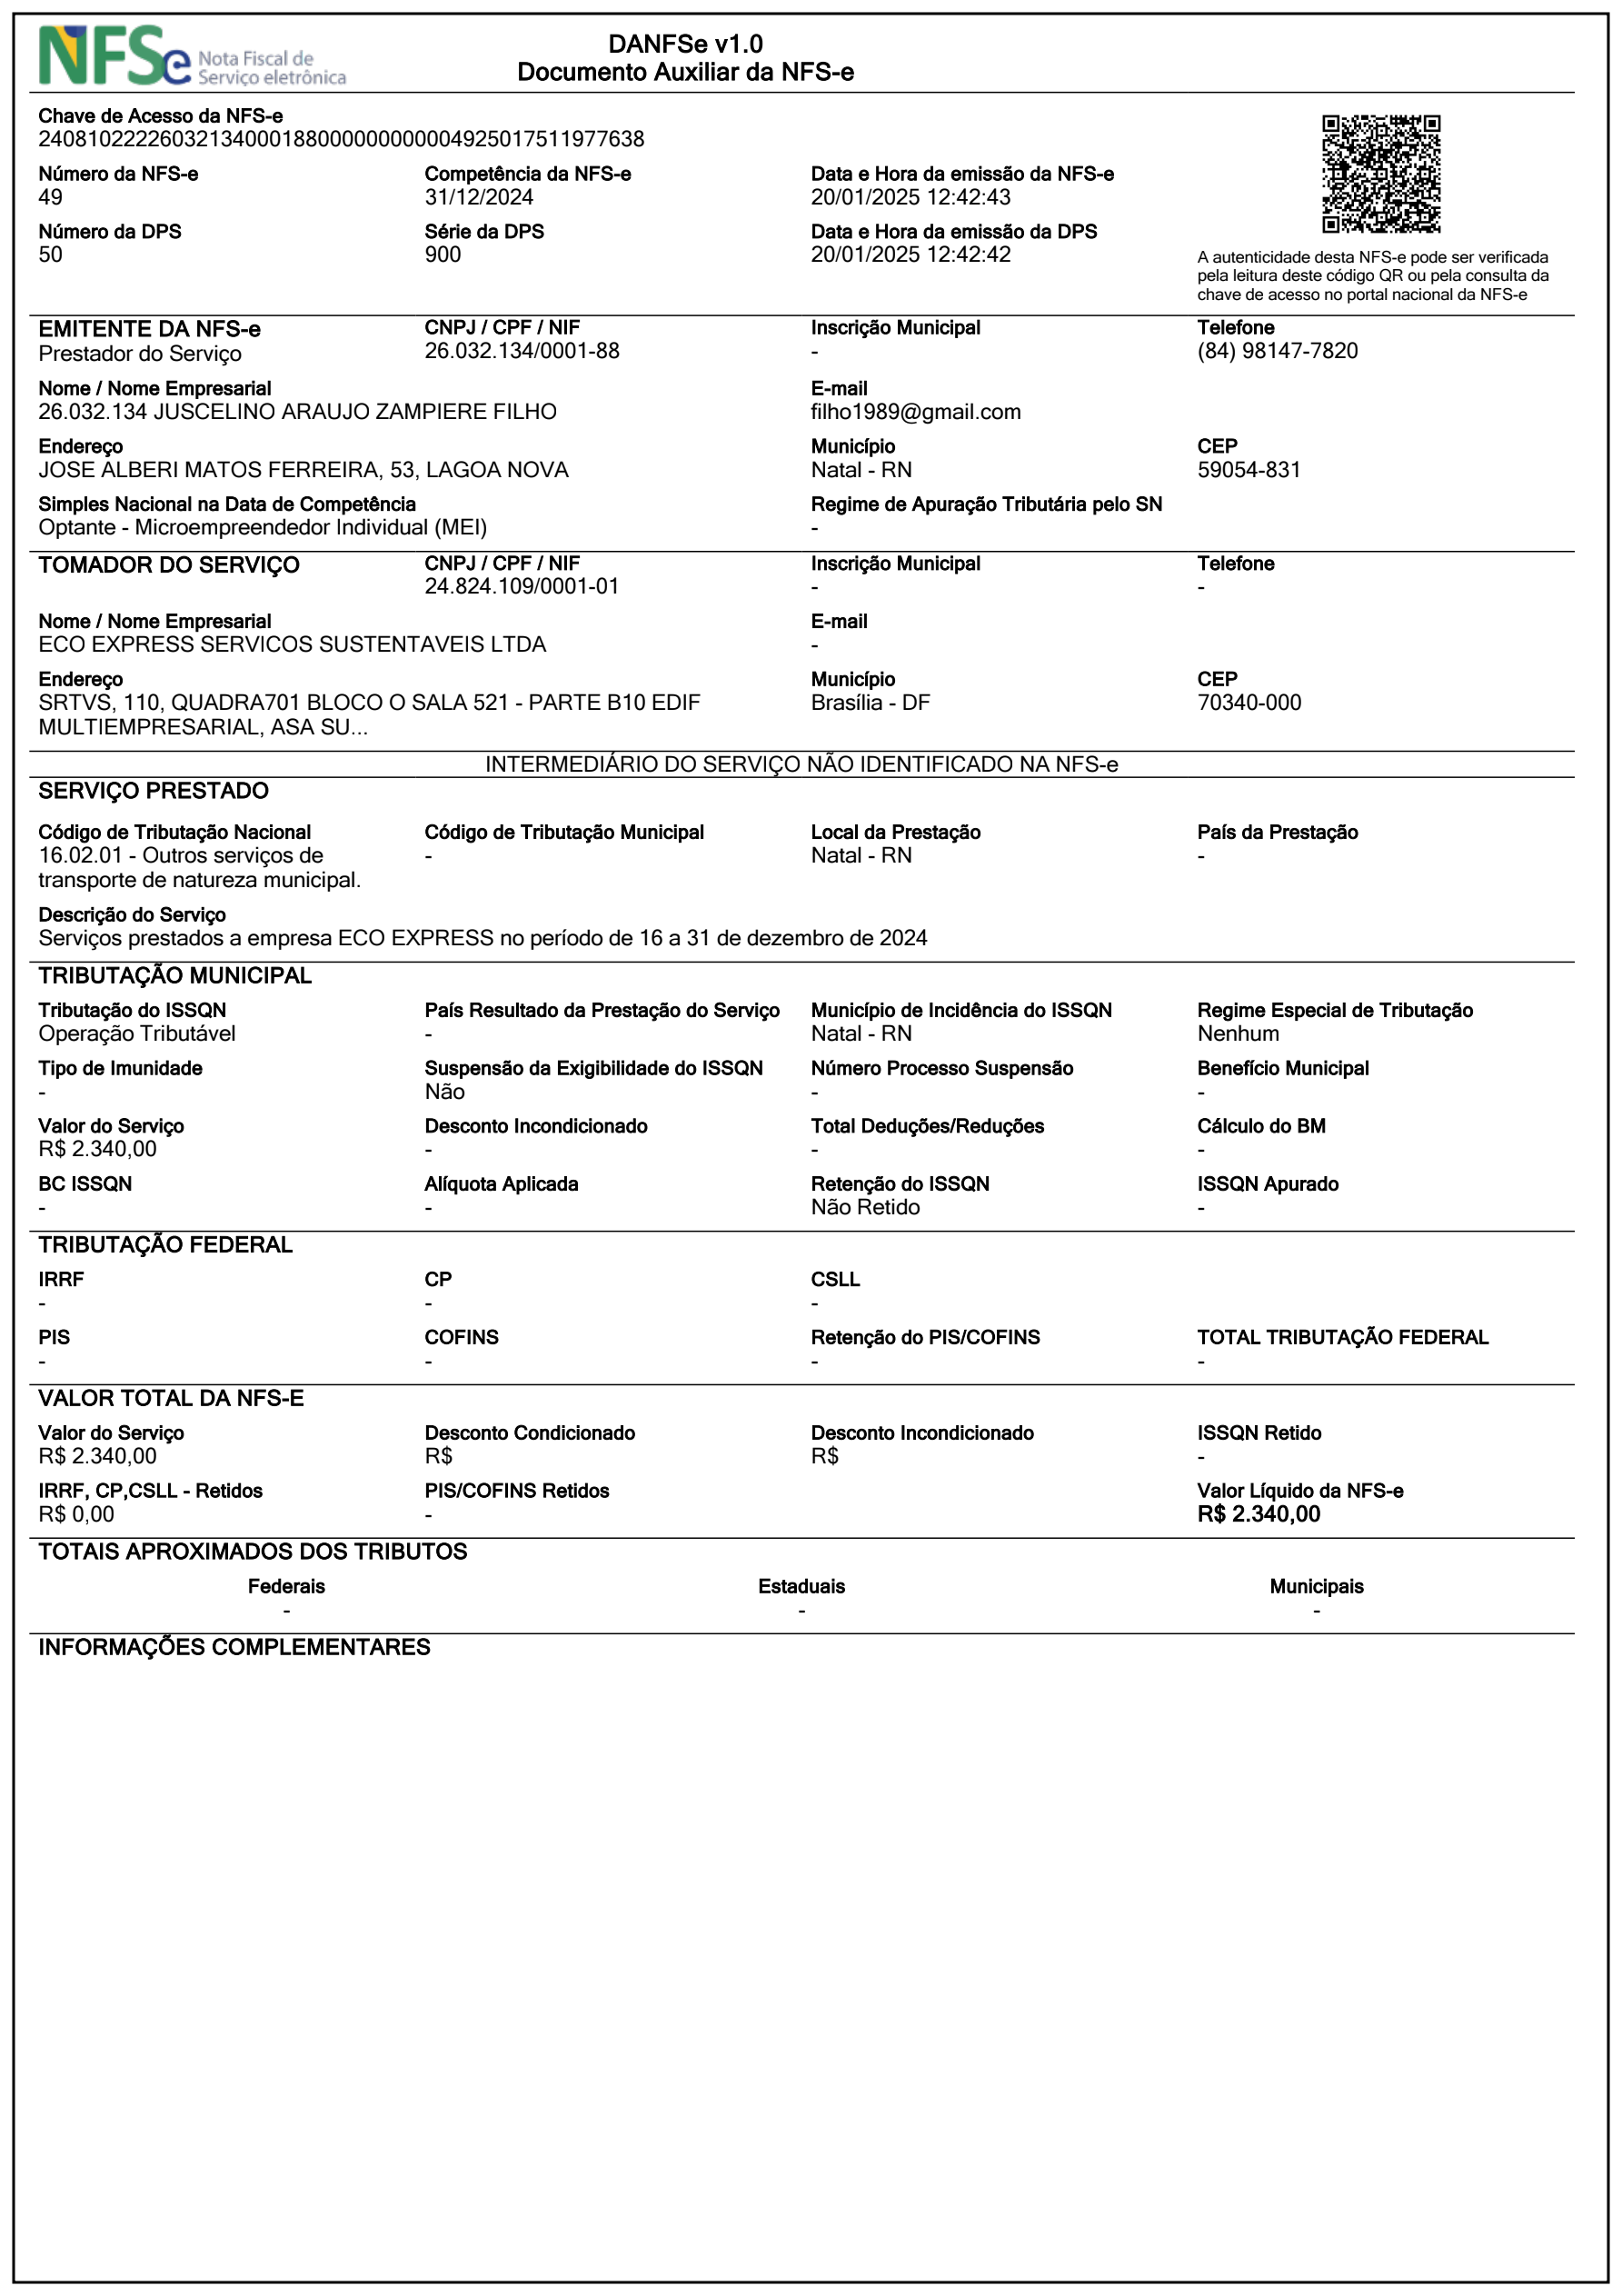 NFSe Nota Fiscal de
Serviço eletrônica
DANFSe v1.0
Documento Auxiliar da NFS-e
Chave de Acesso da NFS-e
24081022226032134000188000000000004925017511977638
Número da NFS-e Competência da NFS-e Data e Hora da emissão da NFS-e
49 31/12/2024 20/01/2025 12:42:43
Número da DPS Série da DPS Data e Hora da emissão da DPS
50 900 20/01/2025 12:42:42
A autenticidade desta NFS-e pode ser verificada
pela leitura deste código QR ou pela consulta da
chave de acesso no portal nacional da NFS-e
EMITENTE DA NFS-e CNPJ / CPF / NIF Inscrição Municipal Telefone
Prestador do Serviço 26.032.134/0001-88 - (84) 98147-7820
Nome / Nome Empresarial E-mail
26.032.134 JUSCELINO ARAUJO ZAMPIERE FILHO filho1989@gmail.com
Endereço Município CEP
JOSE ALBERI MATOS FERREIRA, 53, LAGOA NOVA Natal - RN 59054-831
Simples Nacional na Data de Competência Regime de Apuração Tributária pelo SN
Optante - Microempreendedor Individual (MEI) -
TOMADOR DO SERVIÇO CNPJ / CPF / NIF Inscrição Municipal Telefone
24.824.109/0001-01 - -
Nome / Nome Empresarial E-mail
ECO EXPRESS SERVICOS SUSTENTAVEIS LTDA -
Endereço Município CEP
SRTVS, 110, QUADRA701 BLOCO O SALA 521 - PARTE B10 EDIF Brasília - DF 70340-000
MULTIEMPRESARIAL, ASA SU...
INTERMEDIÁRIO DO SERVIÇO NÃO IDENTIFICADO NA NFS-e
SERVIÇO PRESTADO
Código de Tributação Nacional Código de Tributação Municipal Local da Prestação País da Prestação
16.02.01 - Outros serviços de - Natal - RN -
transporte de natureza municipal.
Descrição do Serviço
Serviços prestados a empresa ECO EXPRESS no período de 16 a 31 de dezembro de 2024
TRIBUTAÇÃO MUNICIPAL
Tributação do ISSQN País Resultado da Prestação do Serviço Município de Incidência do ISSQN Regime Especial de Tributação
Operação Tributável - Natal - RN Nenhum
Tipo de Imunidade Suspensão da Exigibilidade do ISSQN Número Processo Suspensão Benefício Municipal
- Não - -
Valor do Serviço Desconto Incondicionado Total Deduções/Reduções Cálculo do BM
R$ 2.340,00 - - -
BC ISSQN Alíquota Aplicada Retenção do ISSQN ISSQN Apurado
- - Não Retido -
TRIBUTAÇÃO FEDERAL
IRRF CP CSLL
- - -
PIS COFINS Retenção do PIS/COFINS TOTAL TRIBUTAÇÃO FEDERAL
- - - -
VALOR TOTAL DA NFS-E
Valor do Serviço Desconto Condicionado Desconto Incondicionado ISSQN Retido
R$ 2.340,00 R$ R$ -
IRRF, CP,CSLL - Retidos PIS/COFINS Retidos Valor Líquido da NFS-e
R$ 0,00 - R$ 2.340,00
TOTAIS APROXIMADOS DOS TRIBUTOS
Federais Estaduais Municipais
- - -
INFORMAÇÕES COMPLEMENTARES